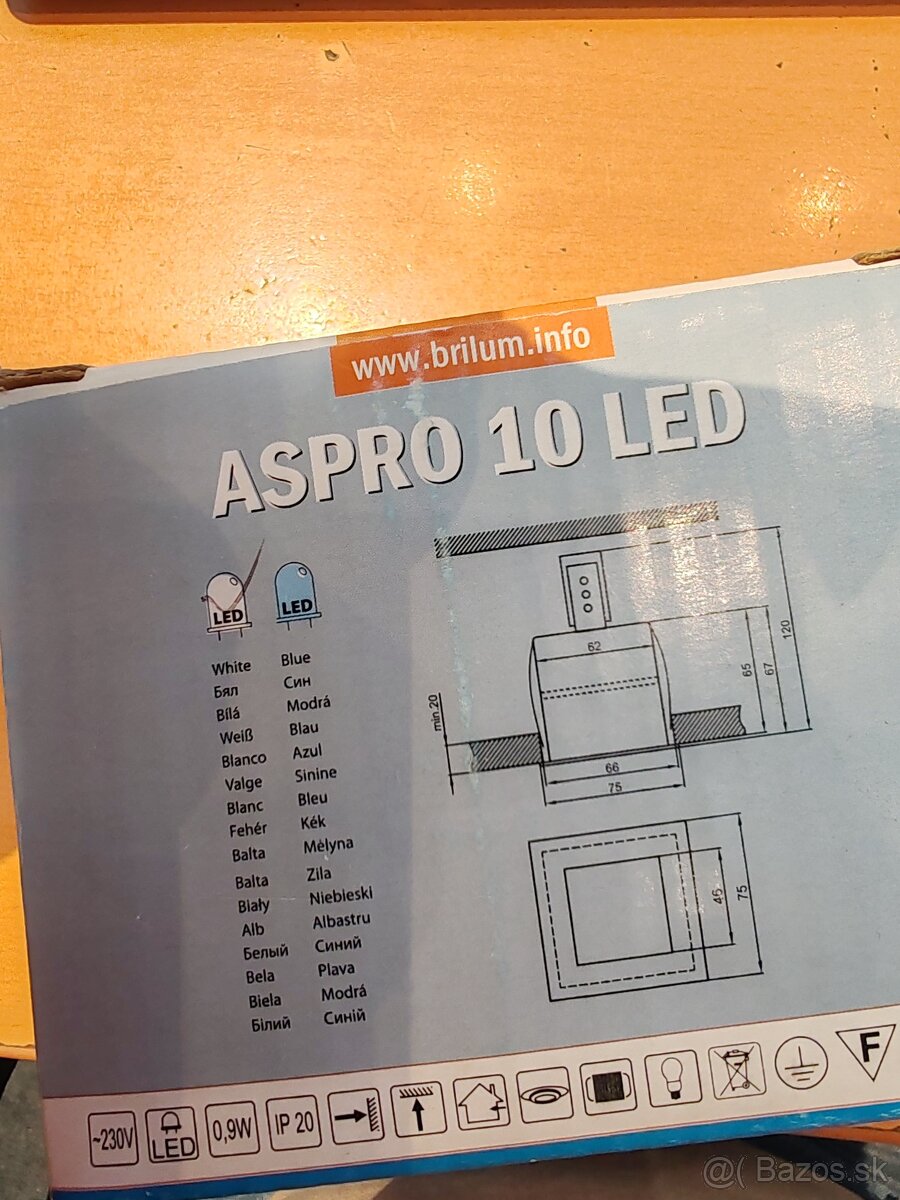 www.brilum.info
ASPRO 10 LED
LED LED
White Blue
Бял Син
Bílá Modrá
Weiß Blau
Blanco Azul
Valge Sinine
Blanc Bleu
Fehér Kék
Balta Mėlyna
Balta Zila
Biały Niebieski
Alb Albastru
Белый Синий
Bela Plava
Biela Modrá
Білий Синій
62
min.20
65
67
120
66
75
46
75
~230V LED 0,9W IP 20 F
@( Bazos.sk